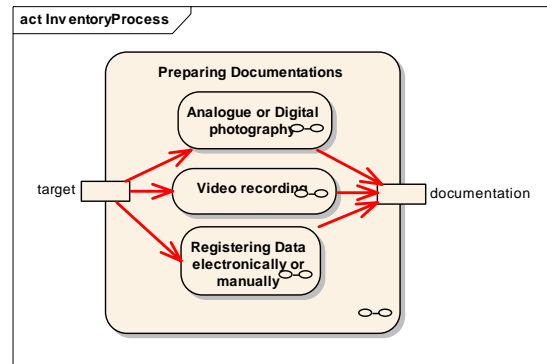 act InventoryProcess
Preparing Documentations
Analogue or Digital
photography
target
Video recording
documentation
Registering Data
electronically or
manually